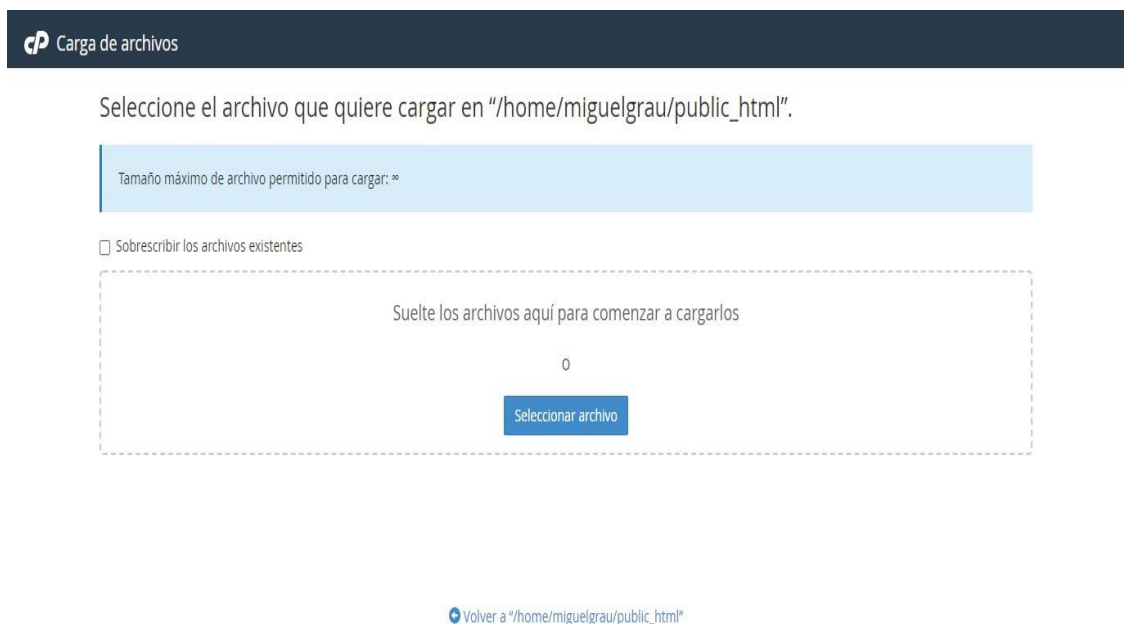 cP Carga de archivos
Seleccione el archivo que quiere cargar en “/home/miguelgrau/public_html”.
Tamaño máximo de archivo permitido para cargar: ∞
Sobrescribir los archivos existentes
Suelte los archivos aquí para comenzar a cargarlos
O
Seleccionar archivo
Volver a “/home/miguelgrau/public_html”